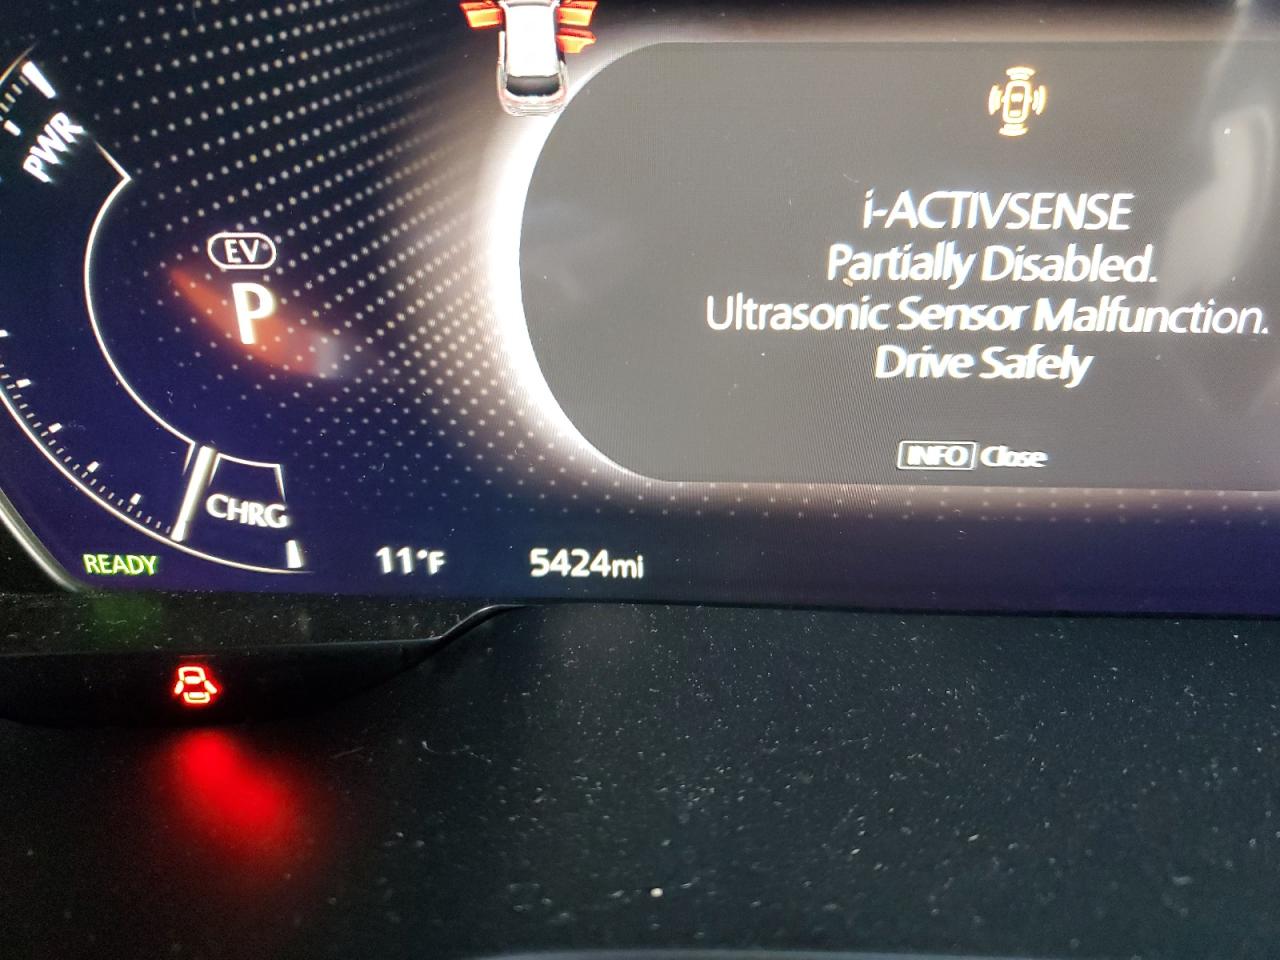 PWR
EV
P
i-ACTIVSENSE
Partially Disabled.
Ultrasonic Sensor Malfunction.
Drive Safely
INFO Close
CHRG
READY
11°F
5424mi